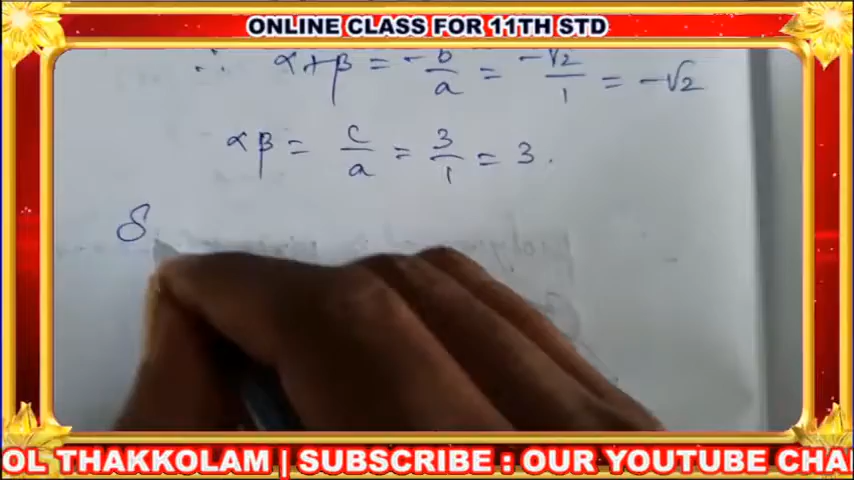 ONLINE CLASS FOR 11TH STD
∴ α+β = -b/a = -√2/1 = -√2
αβ = c/a = 3/1 = 3.
OL THAKKOLAM | SUBSCRIBE : OUR YOUTUBE CHA